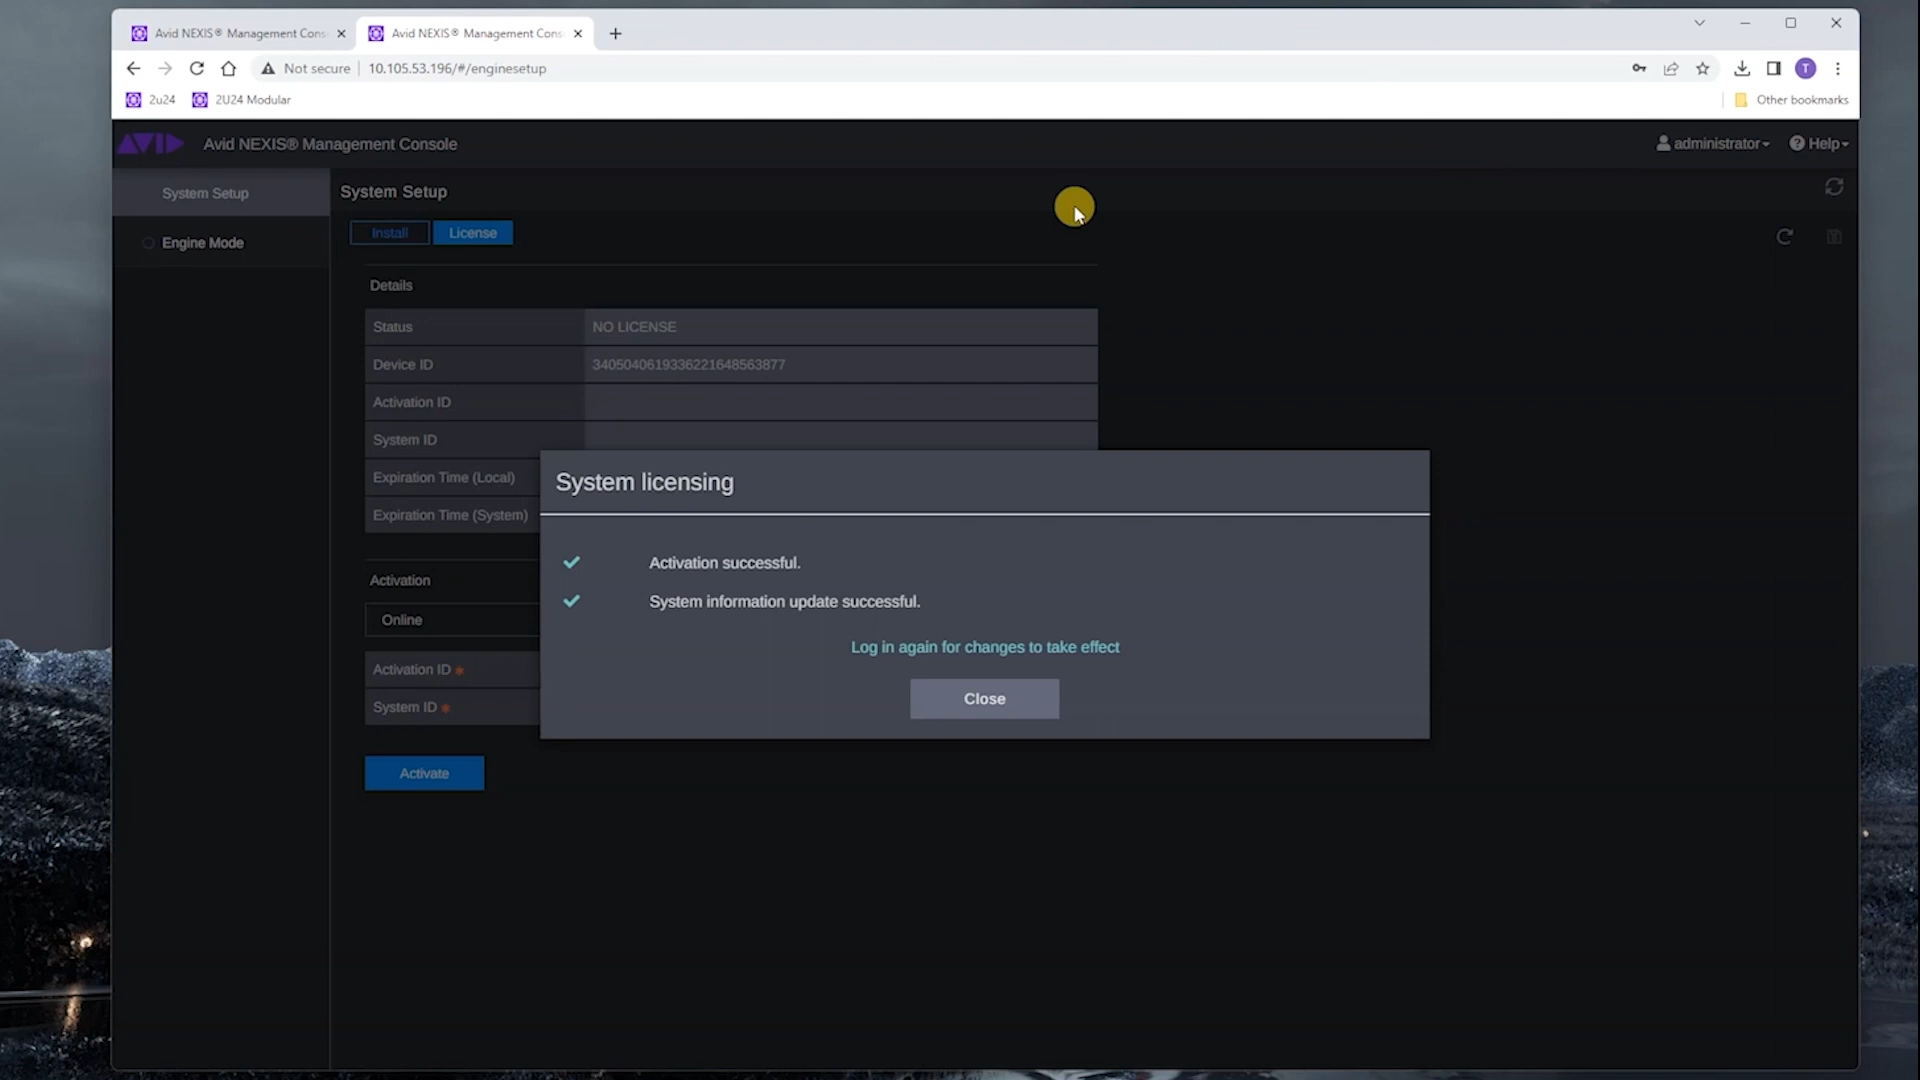 Avid NEXIS® Management Cons
Avid NEXIS® Management Cons
Not secure
10.105.53.196/#/enginesetup
T
2u24
2U24 Modular
Other bookmarks
AVID
Avid NEXIS® Management Console
administrator
Help
System Setup
System Setup
Install
License
Engine Mode
Details
Status
NO LICENSE
Device ID
3405040619336221648563877
Activation ID
System ID
Expiration Time (Local)
Expiration Time (System)
System licensing
Activation successful.
System information update successful.
Log in again for changes to take effect
Close
Activation
Online
Activation ID *
System ID *
Activate